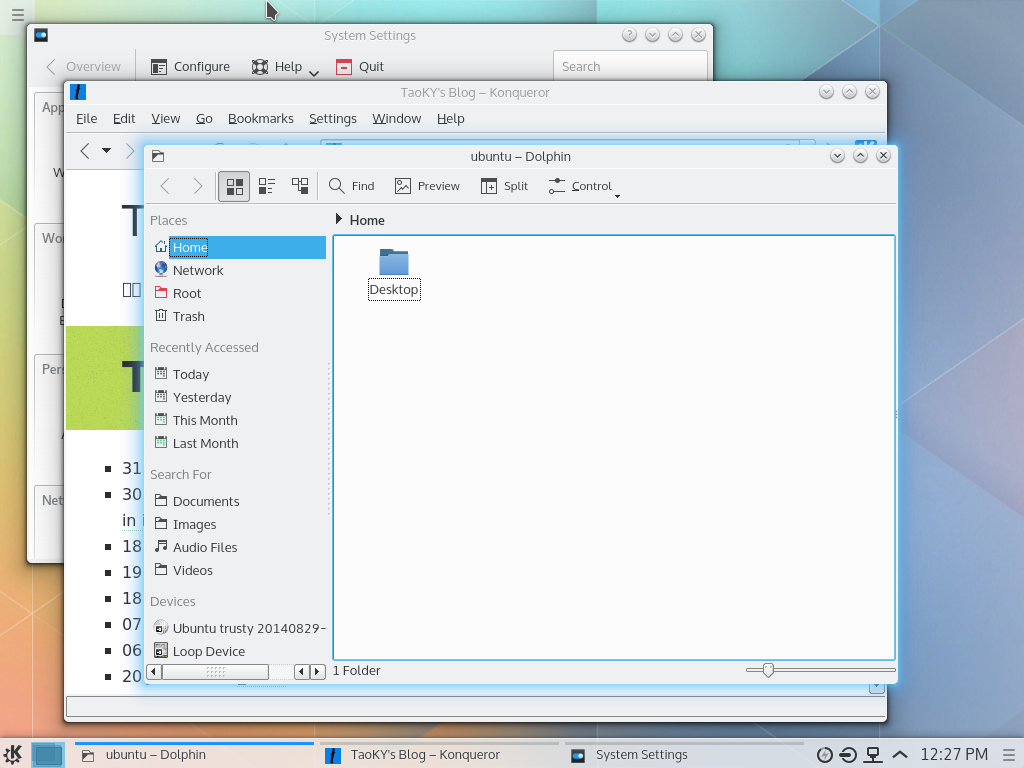 System Settings
Overview Configure Help Quit Search
App
TaoKY's Blog – Konqueror
File Edit View Go Bookmarks Settings Window Help
ubuntu – Dolphin
Find Preview Split Control
Places
Home
Network
Root
Trash
Recently Accessed
Today
Yesterday
This Month
Last Month
Search For
Documents
Images
Audio Files
Videos
Devices
Ubuntu trusty 20140829-
Loop Device
Home
Desktop
1 Folder
W
Wo
Pers
Net
T
T
31
30
in
18
19
18
07
06
20
ubuntu – Dolphin
TaoKY's Blog – Konqueror
System Settings
12:27 PM